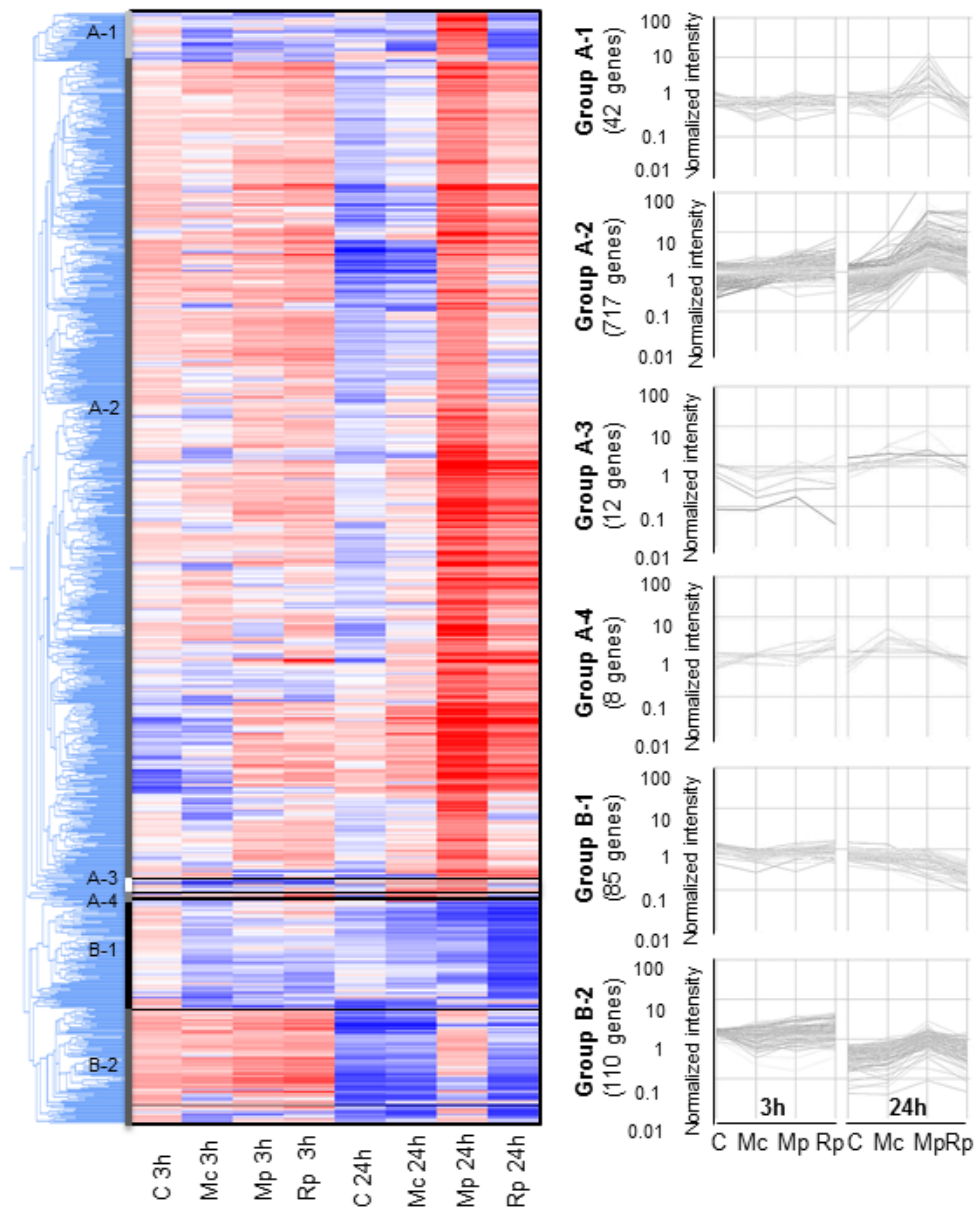 A-1
A-2
A-3
A-4
B-1
B-2
C 3h
Mc 3h
Mp 3h
Rp 3h
C 24h
Mc 24h
Mp 24h
Rp 24h
Group A-1
(42 genes)
Normalized intensity
100
10
1
0.1
0.01
Group A-2
(717 genes)
Normalized intensity
100
10
1
0.1
0.01
Group A-3
(12 genes)
Normalized intensity
100
10
1
0.1
0.01
Group A-4
(8 genes)
Normalized intensity
100
10
1
0.1
0.01
Group B-1
(85 genes)
Normalized intensity
100
10
1
0.1
0.01
Group B-2
(110 genes)
Normalized intensity
100
10
1
0.1
0.01
3h
24h
C Mc Mp Rp C Mc Mp Rp